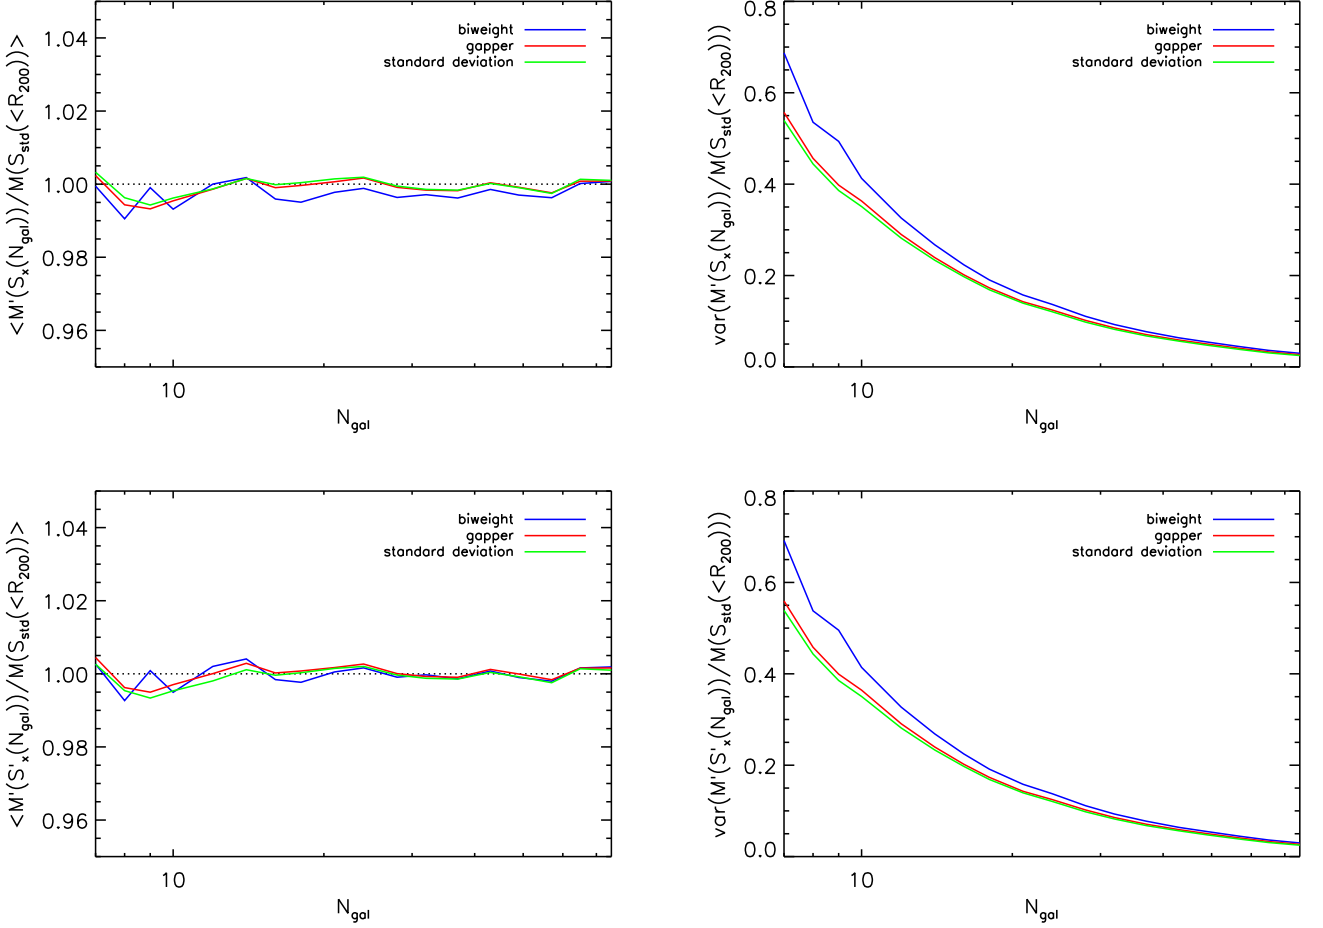 <M'(S_x(N_gal))/M(S_std(<R_200))>
1.04
1.02
1.00
0.98
0.96
biweight
gapper
standard deviation
10
N_gal
var(M'(S_x(N_gal))/M(S_std(<R_200)))
0.8
0.6
0.4
0.2
0.0
biweight
gapper
standard deviation
10
N_gal
<M'(S'_x(N_gal))/M(S_std(<R_200))>
1.04
1.02
1.00
0.98
0.96
biweight
gapper
standard deviation
10
N_gal
var(M'(S'_x(N_gal))/M(S_std(<R_200)))
0.8
0.6
0.4
0.2
0.0
biweight
gapper
standard deviation
10
N_gal